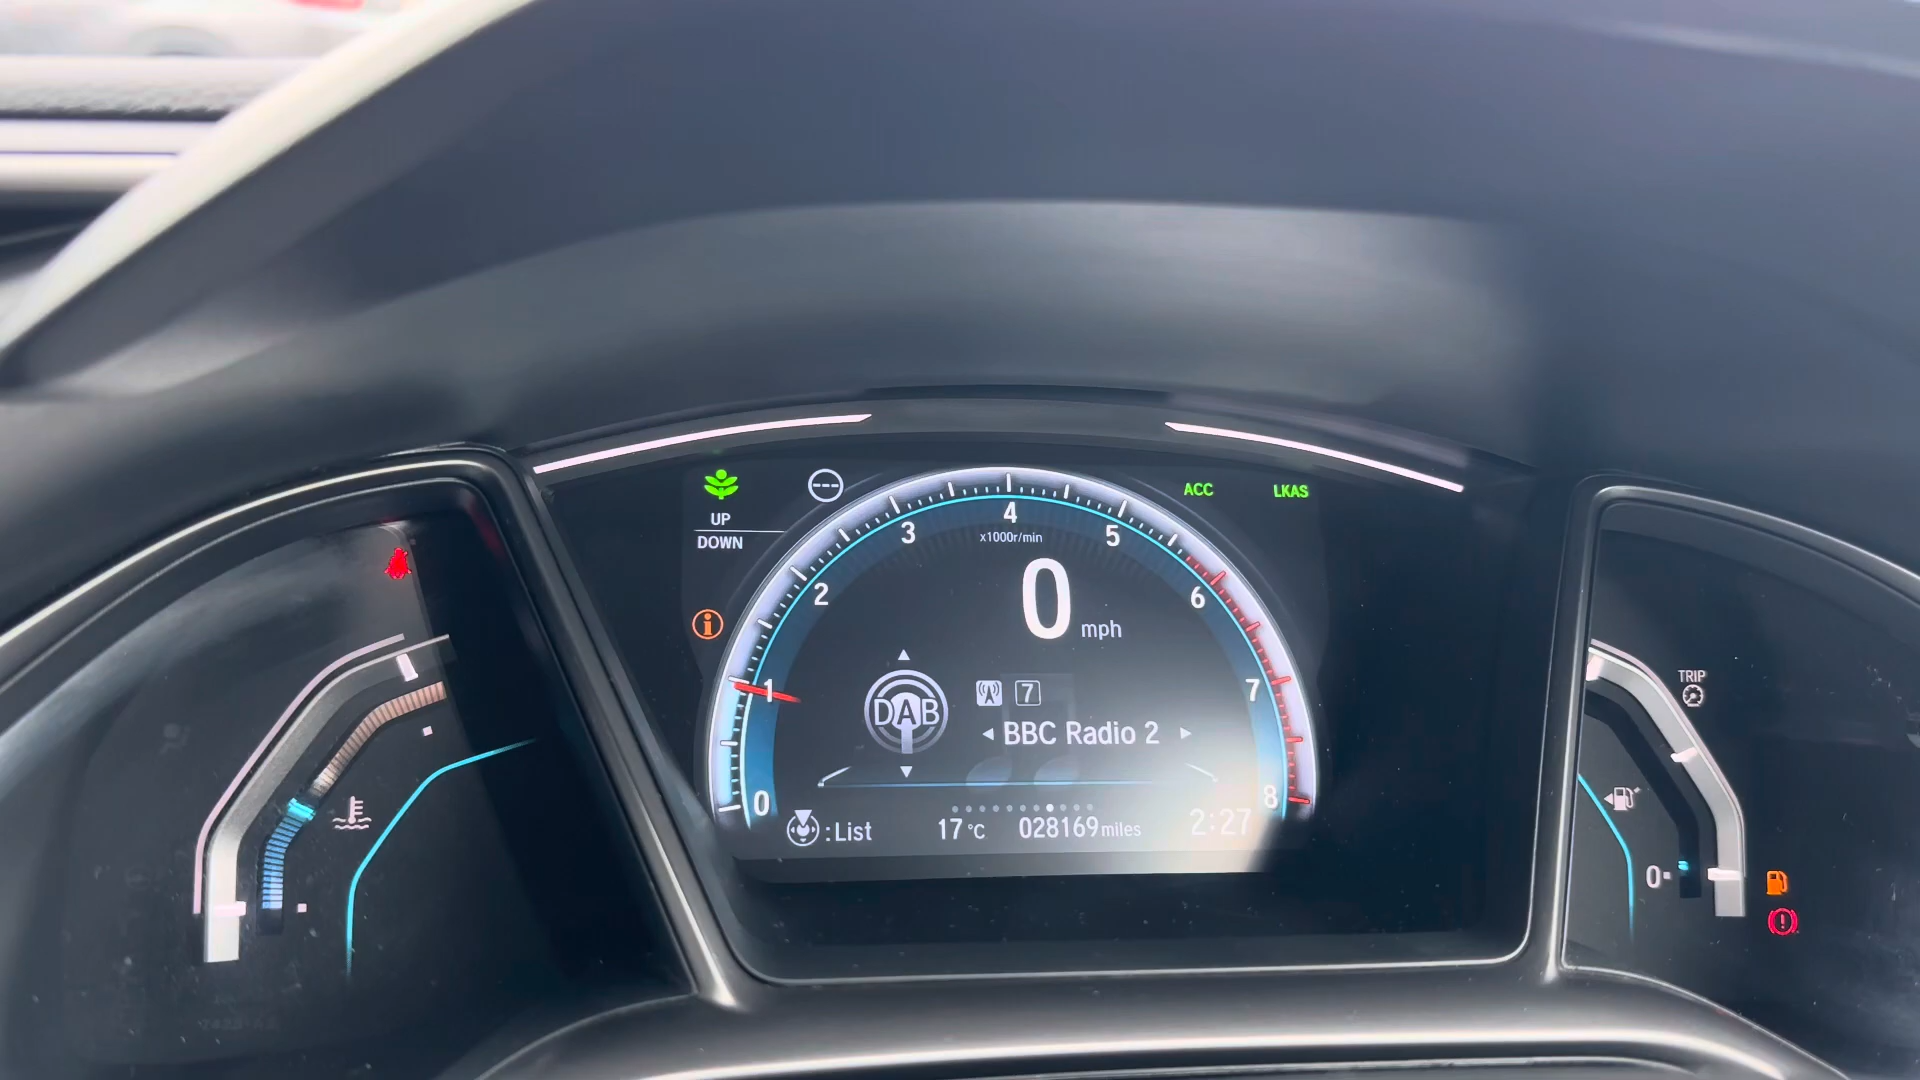 UP
DOWN
ACC
LKAS
0
1
2
3
4
5
6
7
8
x1000r/min
0 mph
DAB
7
BBC Radio 2
:List
17 °C
028169 miles
2:27
TRIP
0